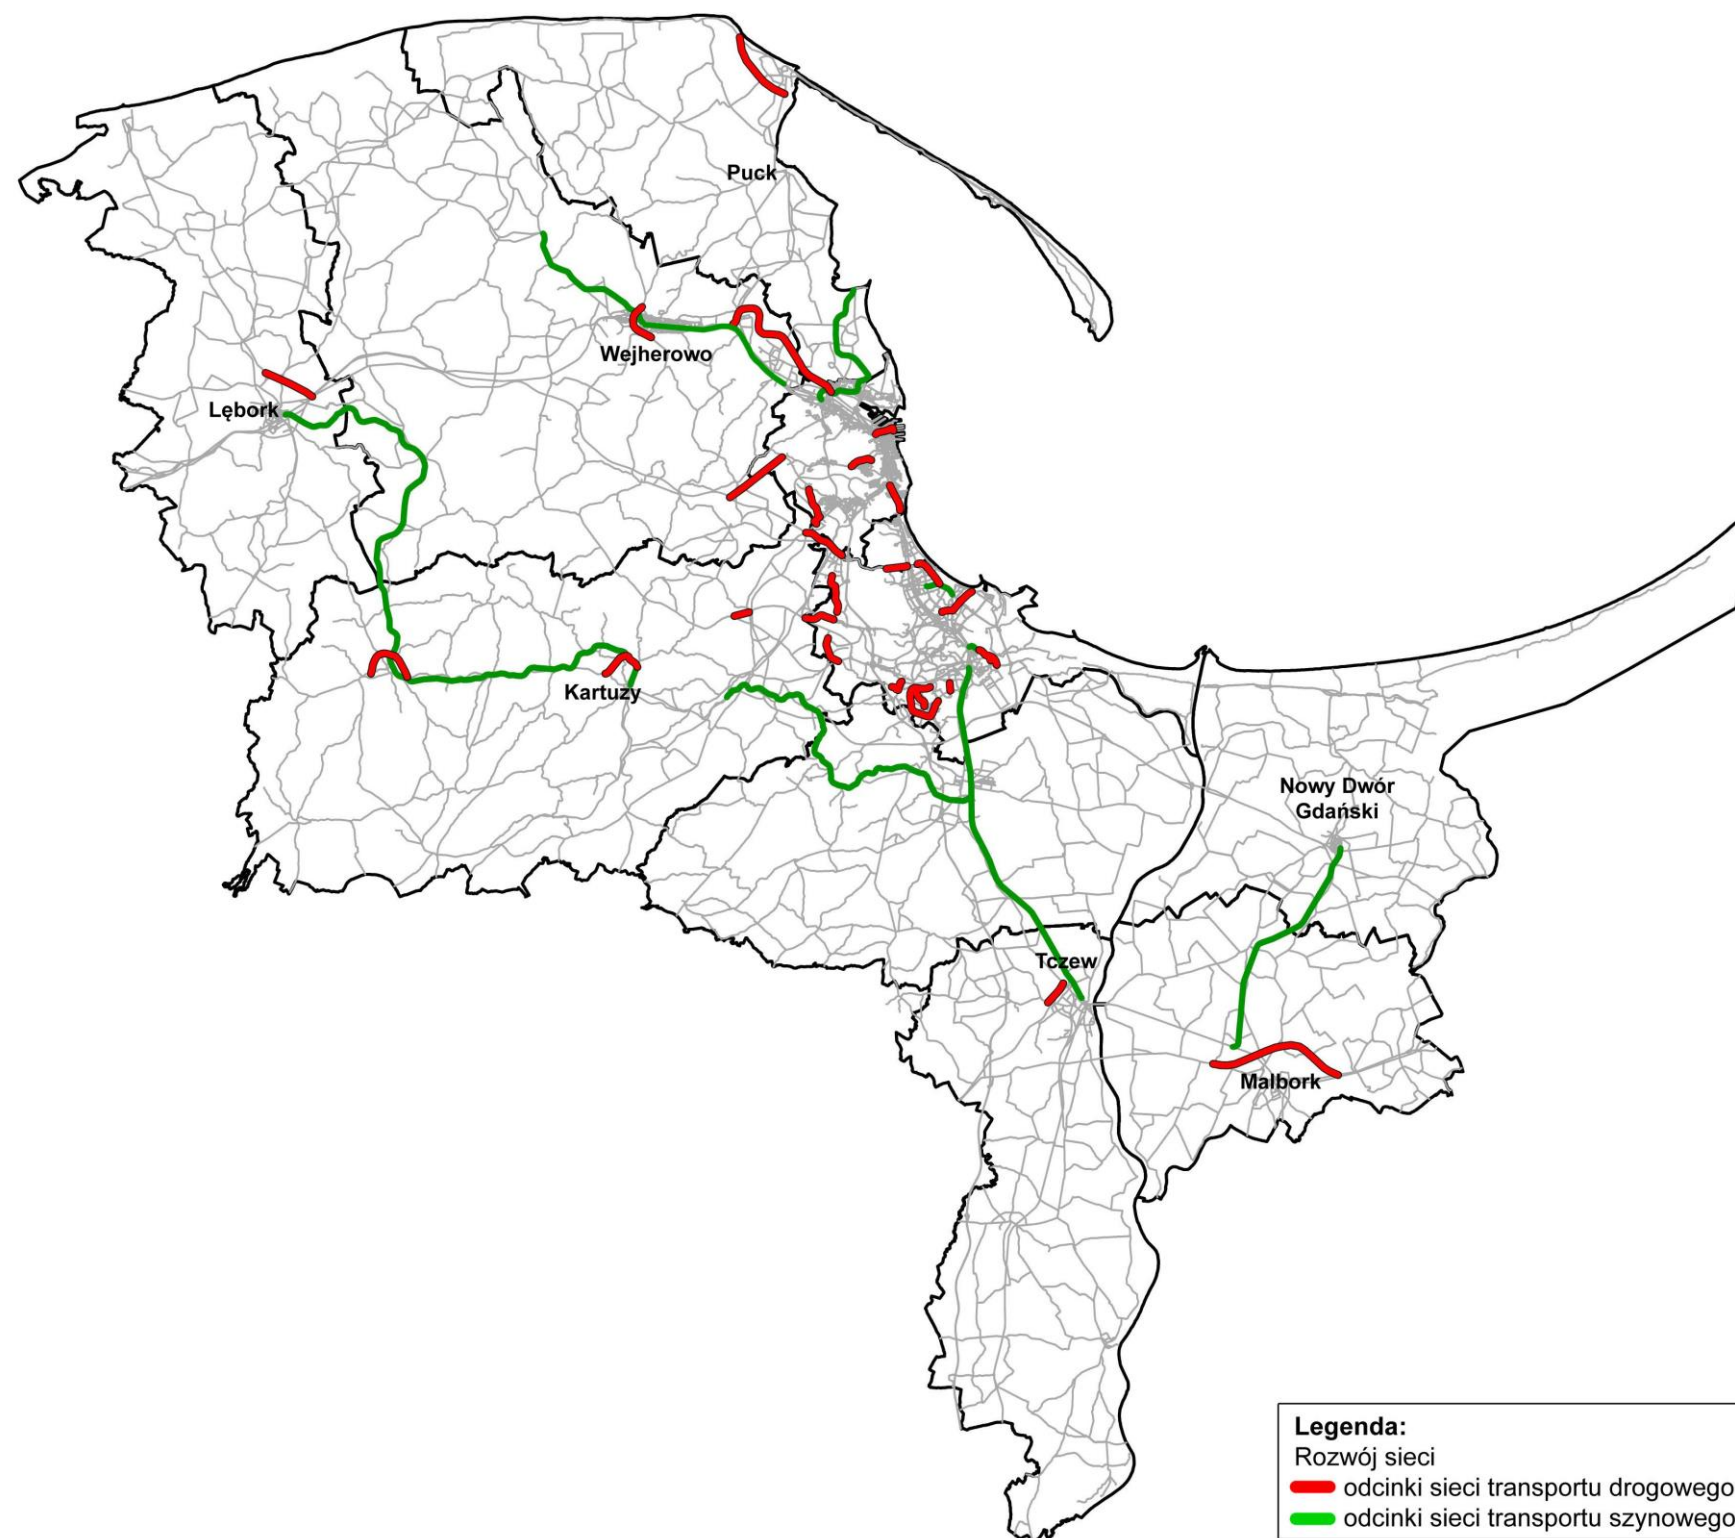 Puck
Wejherowo
Lębork
Kartuzy
Nowy Dwór
Gdański
Tczew
Malbork
Legenda:
Rozwój sieci
odcinki sieci transportu drogowego
odcinki sieci transportu szynowego